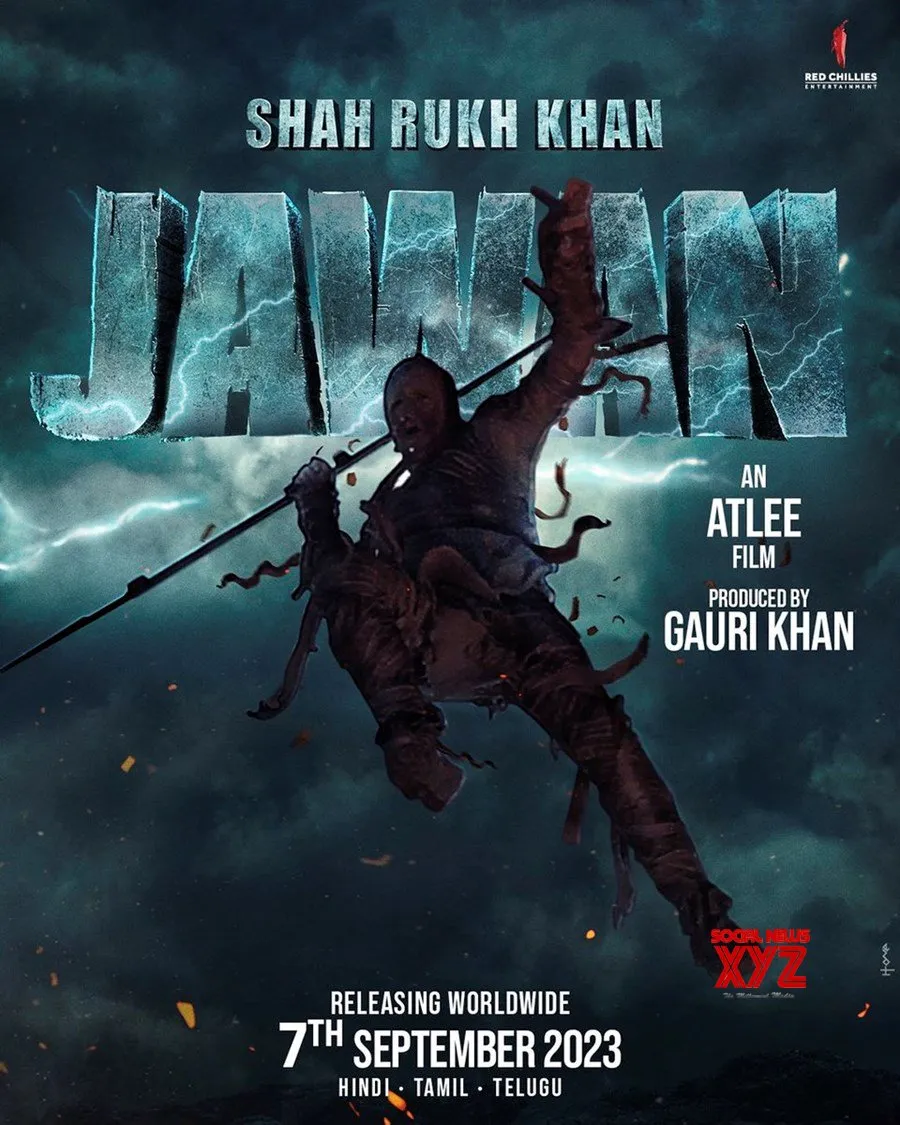 RED CHILLIES
ENTERTAINMENT
SHAH RUKH KHAN
JAWAN
AN
ATLEE
FILM
PRODUCED BY
GAURI KHAN
SOCIAL NEWS
XYZ
RELEASING WORLDWIDE
7TH SEPTEMBER 2023
HINDI • TAMIL • TELUGU